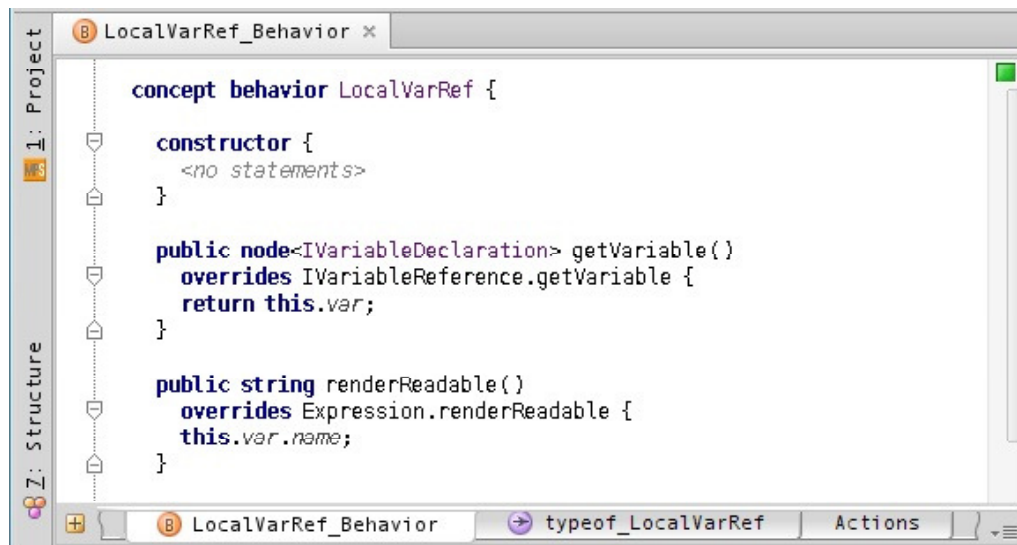 LocalVarRef_Behavior
1: Project
MPS
7: Structure
concept behavior LocalVarRef {
constructor {
<no statements>
}
public node<IVariableDeclaration> getVariable()
overrides IVariableReference.getVariable {
return this.var;
}
public string renderReadable()
overrides Expression.renderReadable {
this.var.name;
}
B LocalVarRef_Behavior typeof_LocalVarRef Actions